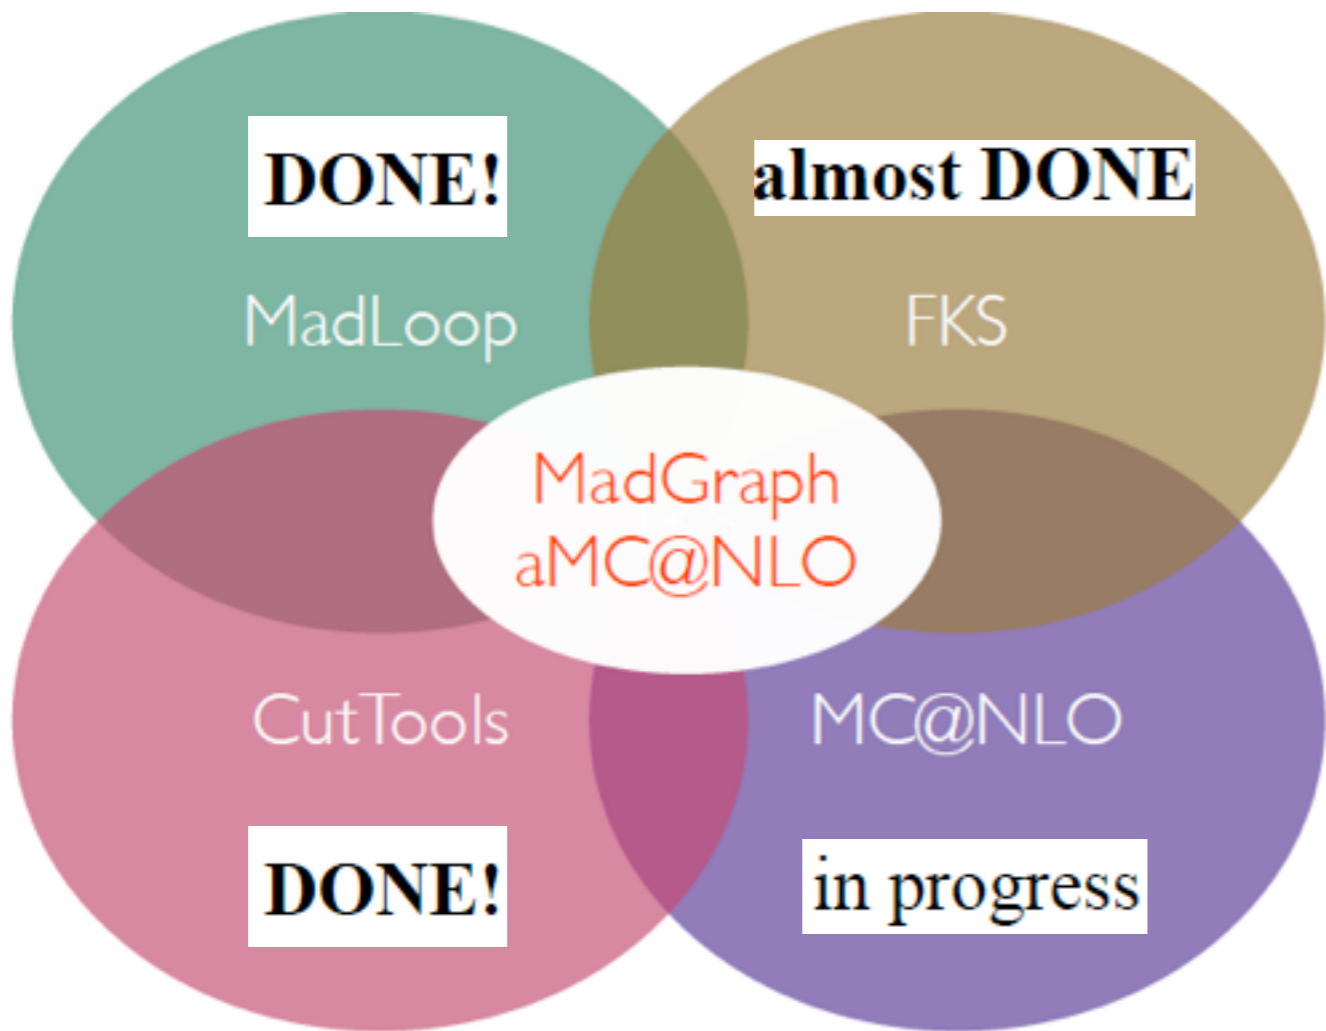 DONE!
almost DONE
MadLoop
FKS
MadGraph
aMC@NLO
CutTools
MC@NLO
DONE!
in progress